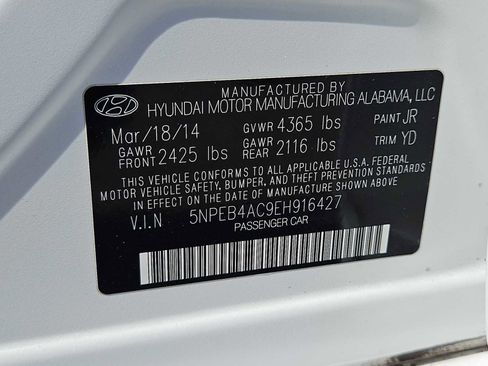 MANUFACTURED BY
HYUNDAI MOTOR MANUFACTURING ALABAMA, LLC
Mar/18/14 GVWR 4365 lbs PAINT JR
GAWR FRONT 2425 lbs GAWR REAR 2116 lbs TRIM YD
THIS VEHICLE CONFORMS TO ALL APPLICABLE U.S.A. FEDERAL
MOTOR VEHICLE SAFETY, BUMPER, AND THEFT PREVENTION STANDARDS
IN EFFECT ON THE DATE OF MANUFACTURE SHOWN ABOVE.
V.I.N 5NPEB4AC9EH916427
PASSENGER CAR